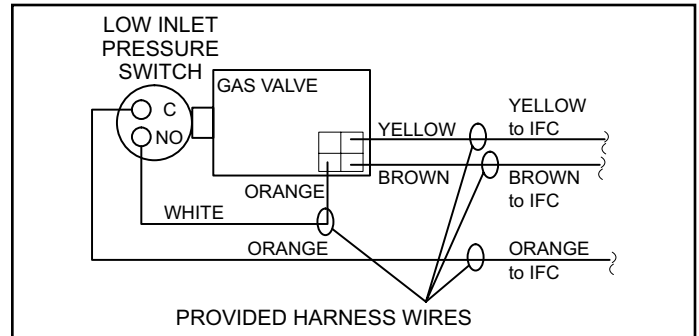 LOW INLET
PRESSURE
SWITCH
GAS VALVE
C
NO
YELLOW
YELLOW
to IFC
BROWN
BROWN
to IFC
ORANGE
WHITE
ORANGE
ORANGE
to IFC
PROVIDED HARNESS WIRES